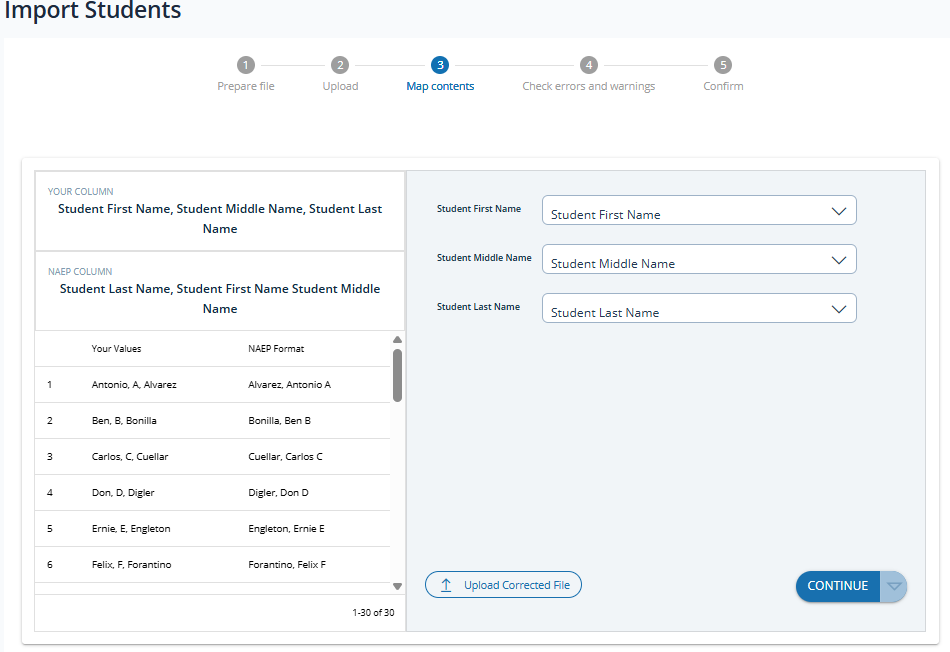 Import Students
1 2 3 4 5
Prepare file Upload Map contents Check errors and warnings Confirm
YOUR COLUMN
Student First Name, Student Middle Name, Student Last
Name
NAEP COLUMN
Student Last Name, Student First Name Student Middle
Name
Your Values NAEP Format
1 Antonio, A, Alvarez Alvarez, Antonio A
2 Ben, B, Bonilla Bonilla, Ben B
3 Carlos, C, Cuellar Cuellar, Carlos C
4 Don, D, Digler Digler, Don D
5 Ernie, E, Engleton Engleton, Ernie E
6 Felix, F, Forantino Forantino, Felix F
1-30 of 30
Student First Name Student First Name
Student Middle Name Student Middle Name
Student Last Name Student Last Name
Upload Corrected File
CONTINUE